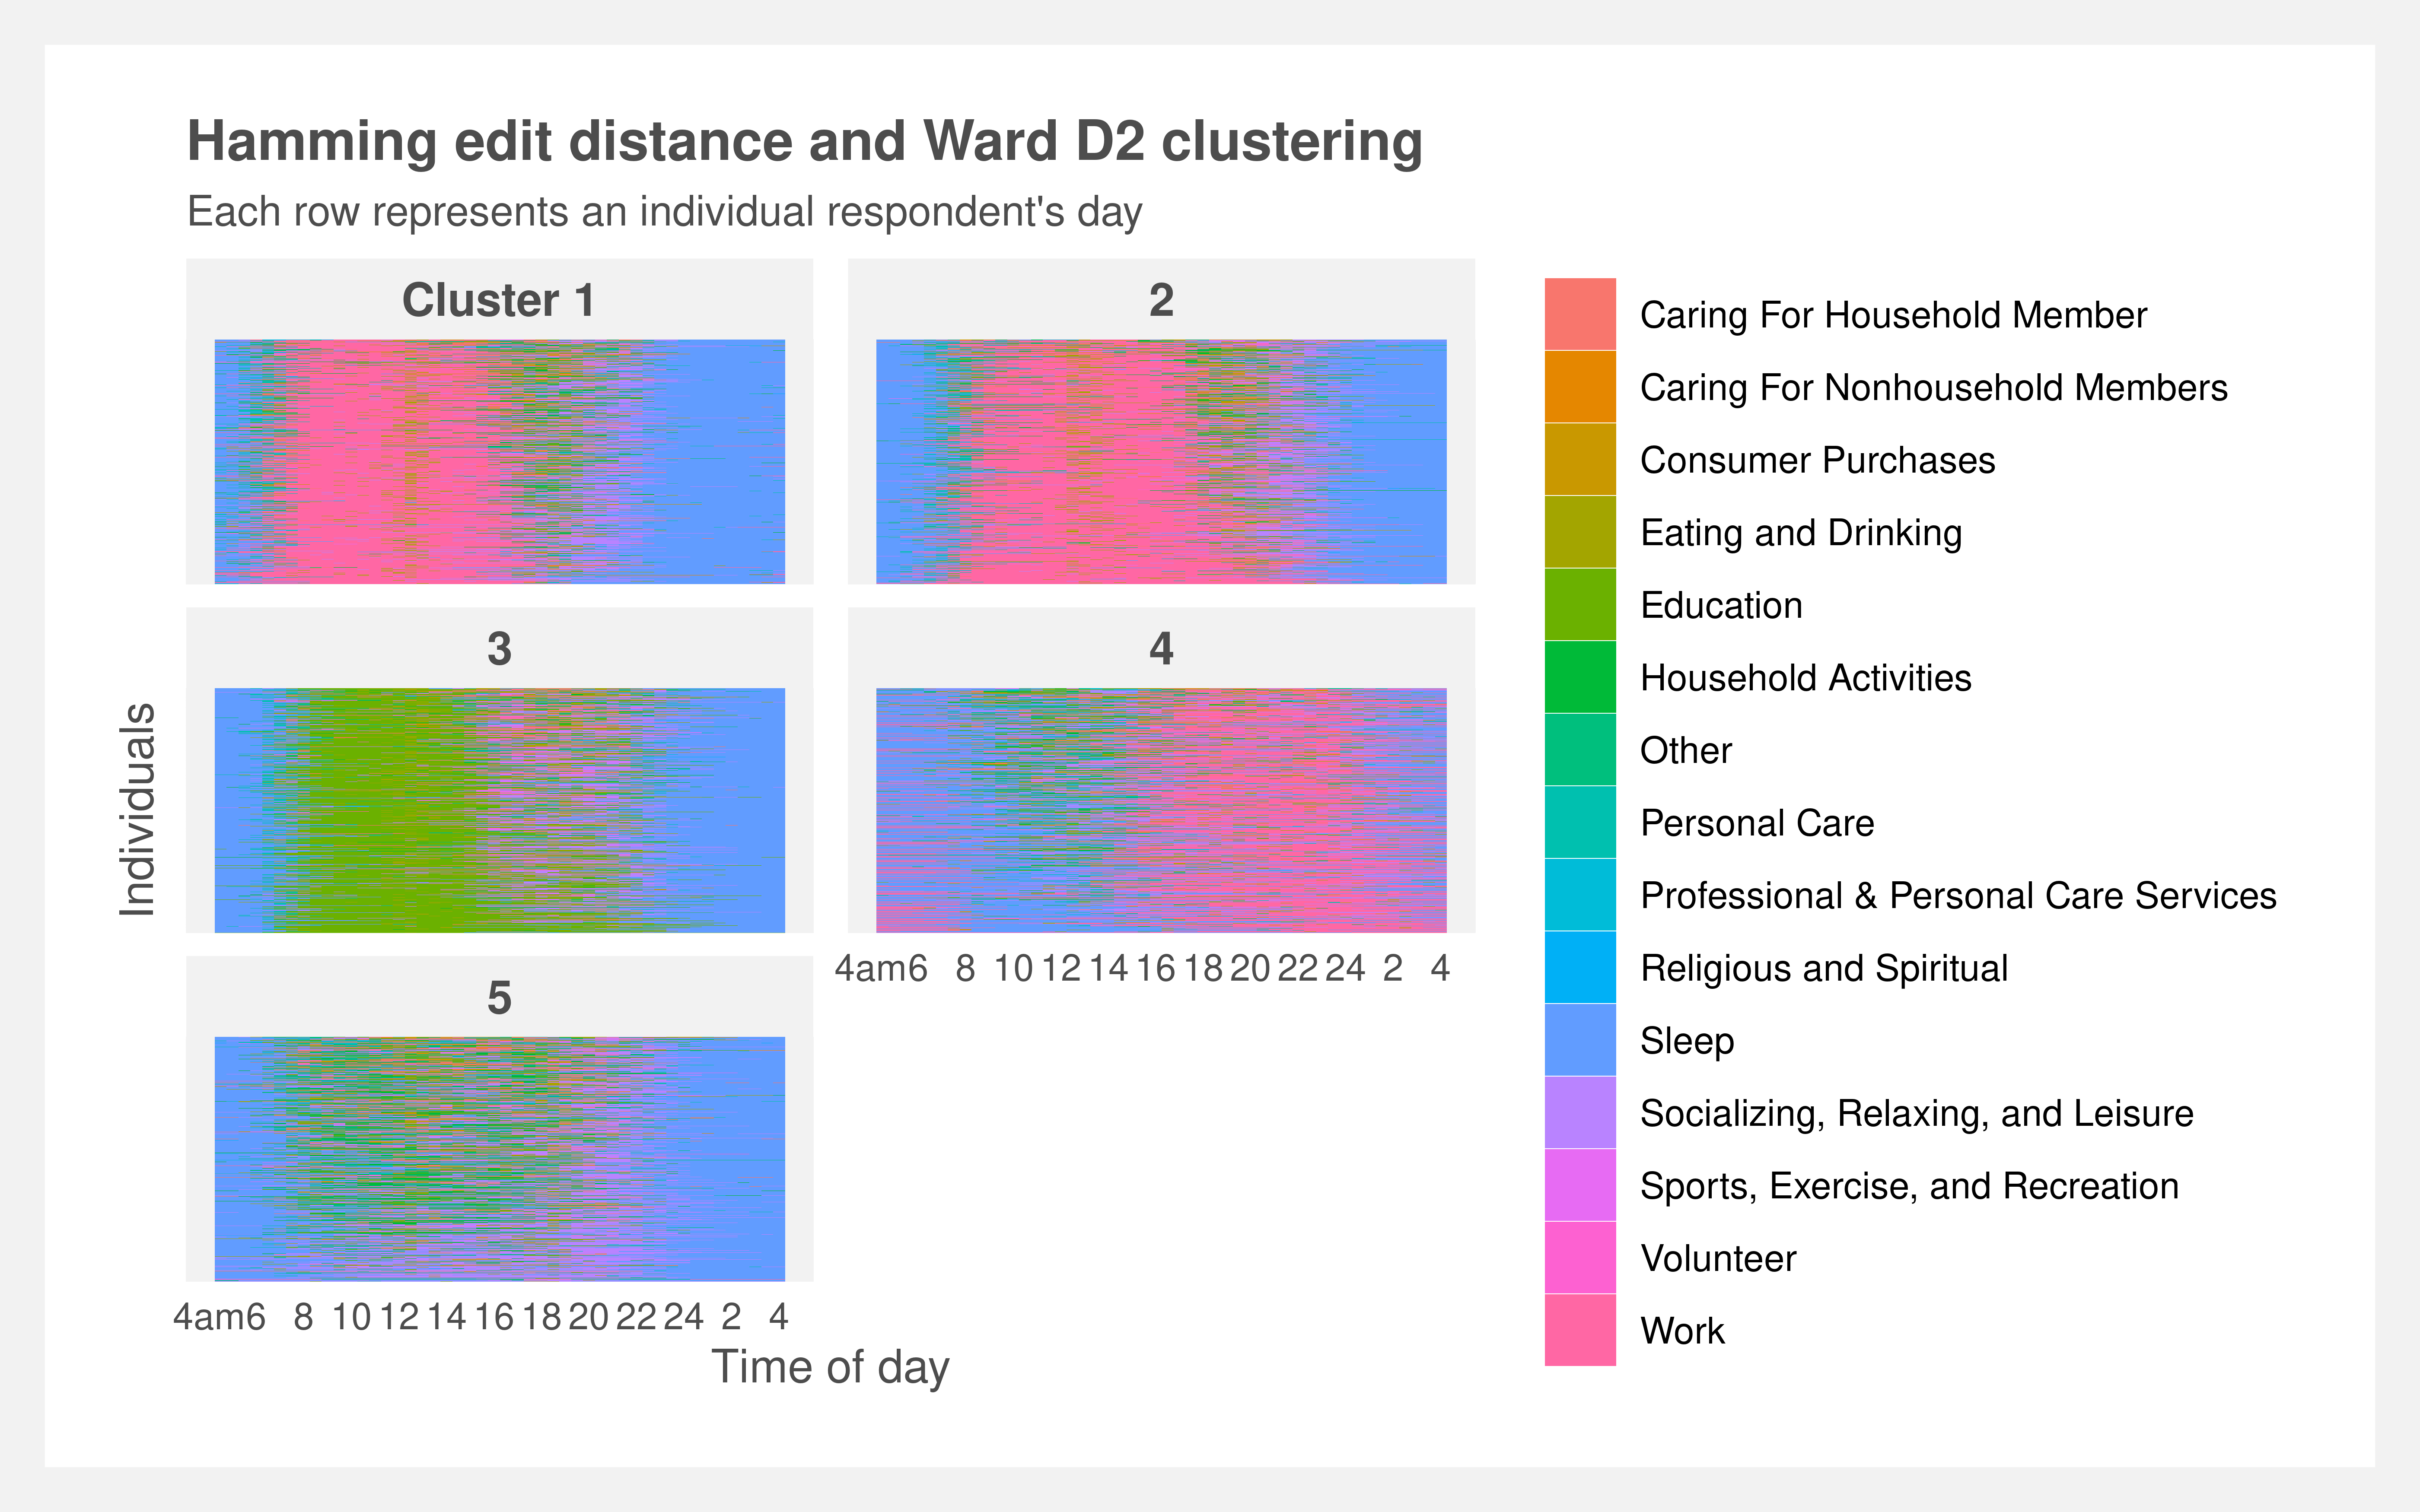 Hamming edit distance and Ward D2 clustering
Each row represents an individual respondent's day
Cluster 1
2
3
4
5
4am6 8 10 12 14 16 18 20 22 24 2 4
4am6 8 10 12 14 16 18 20 22 24 2 4
Individuals
Time of day
Caring For Household Member
Caring For Nonhousehold Members
Consumer Purchases
Eating and Drinking
Education
Household Activities
Other
Personal Care
Professional & Personal Care Services
Religious and Spiritual
Sleep
Socializing, Relaxing, and Leisure
Sports, Exercise, and Recreation
Volunteer
Work